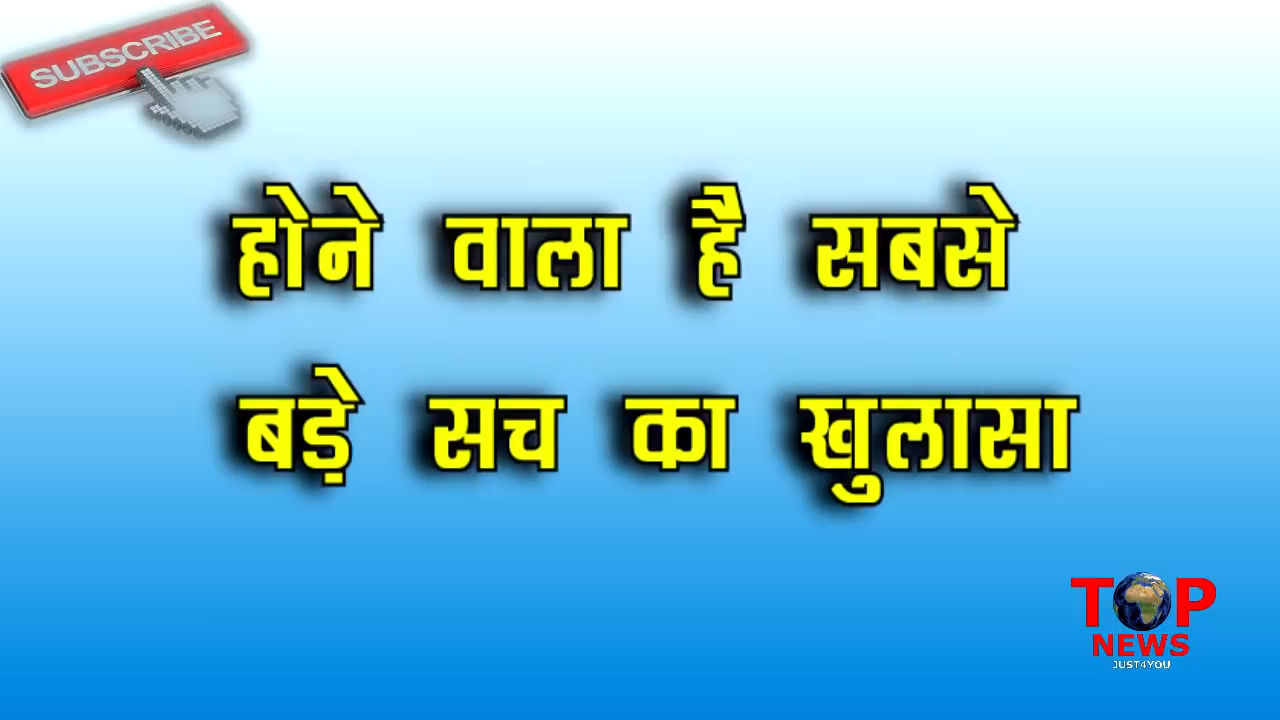 SUBSCRIBE
होने वाला है सबसे
बड़े सच का खुलासा
TOP
NEWS
JUST4YOU